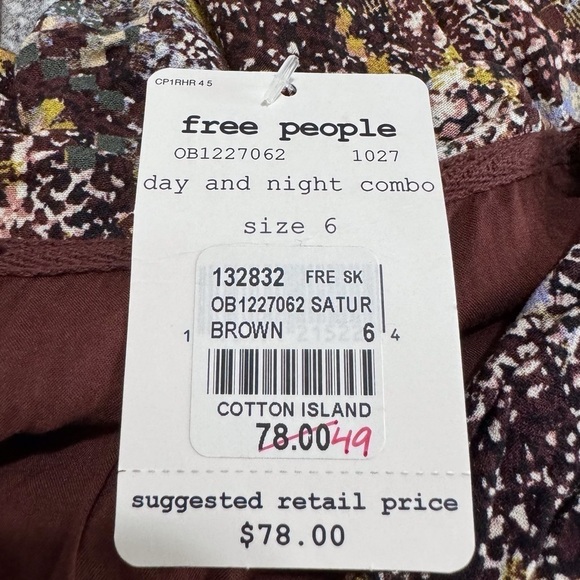 CP1RHR 4 5
free people
OB1227062 1027
day and night combo
size 6
132832 FRE SK
OB1227062 SATUR
BROWN 6
1 4
COTTON ISLAND
78.00 49
suggested retail price
$78.00